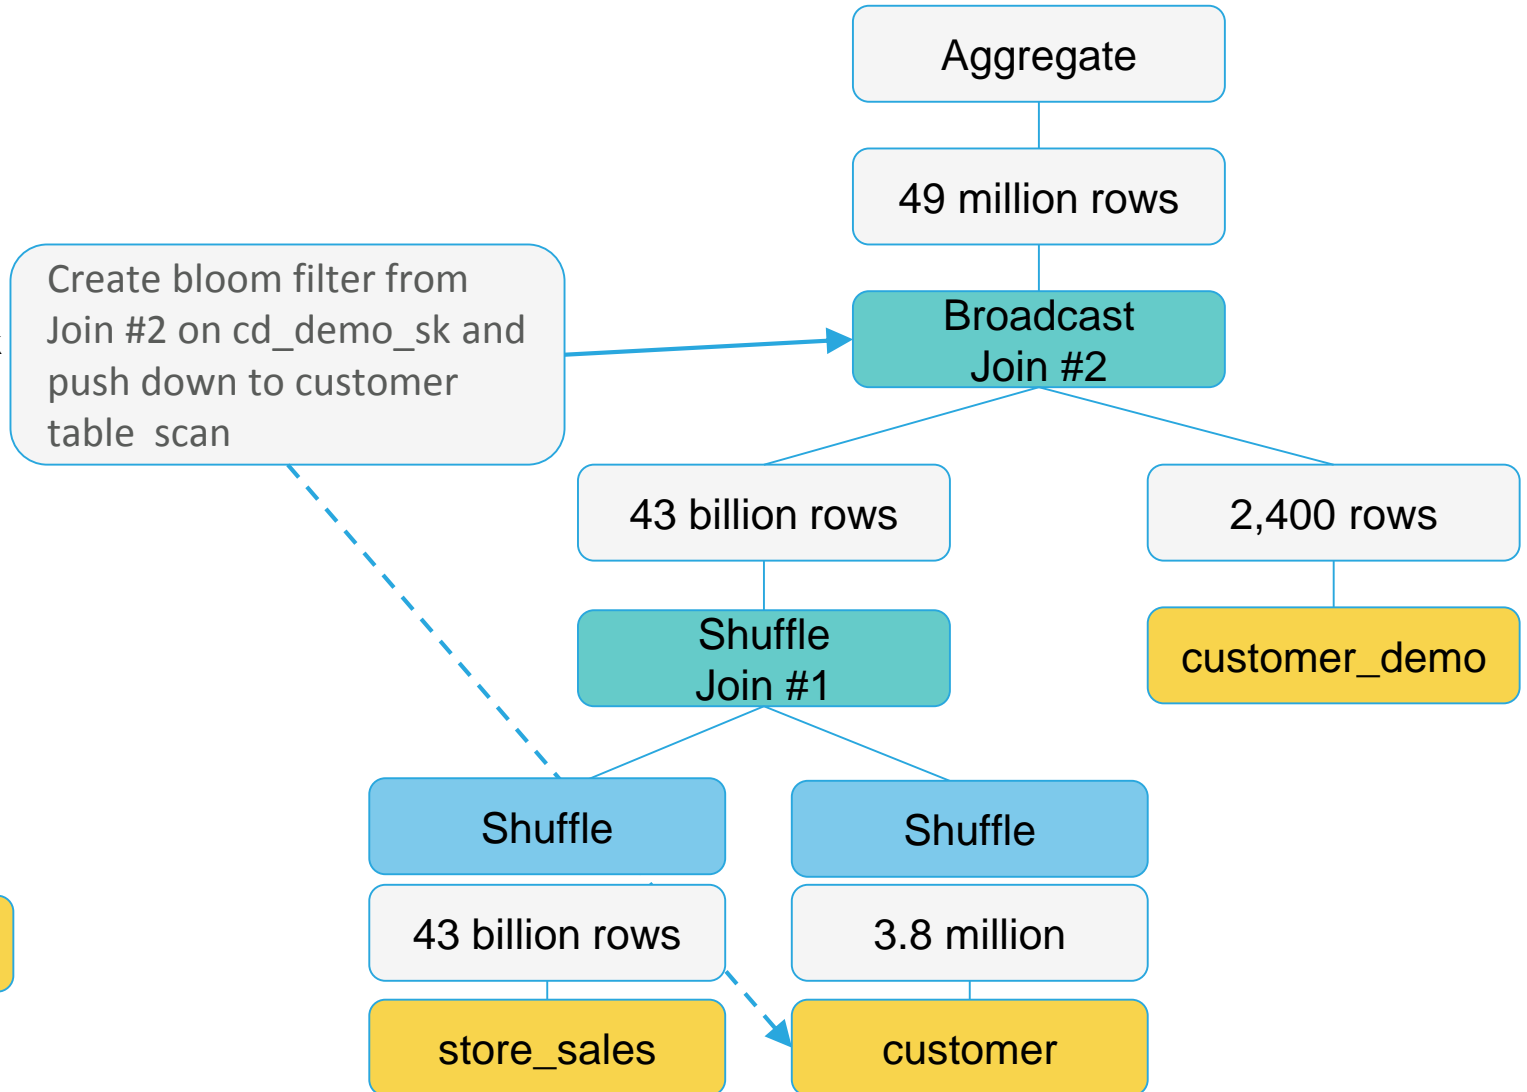 Aggregate
49 million rows
Create bloom filter from
Join #2 on cd_demo_sk and
push down to customer
table scan
Broadcast
Join #2
43 billion rows
2,400 rows
Shuffle
Join #1
customer_demo
Shuffle
Shuffle
43 billion rows
3.8 million
store_sales
customer